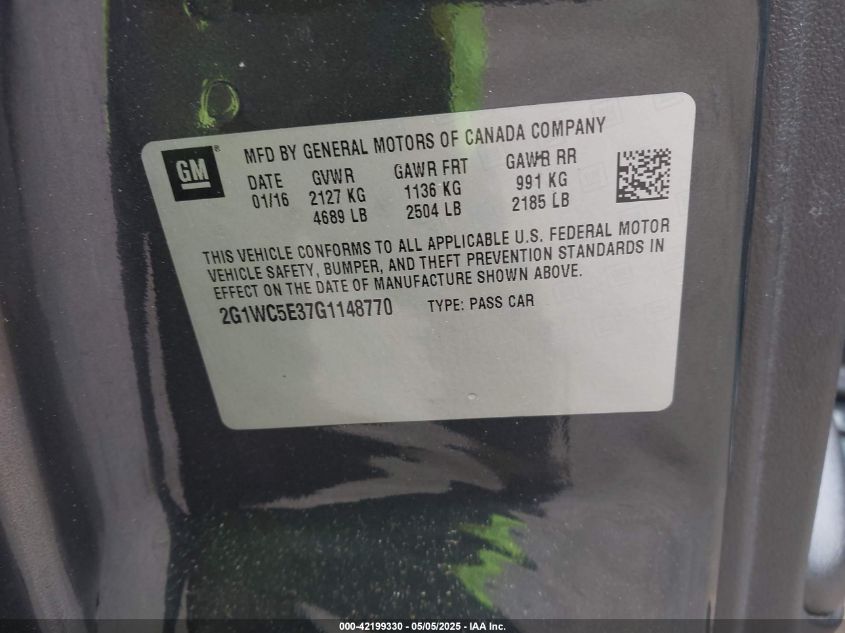 GM ®
MFD BY GENERAL MOTORS OF CANADA COMPANY
DATE GVWR GAWR FRT GAWR RR
01/16 2127 KG 1136 KG 991 KG
4689 LB 2504 LB 2185 LB
THIS VEHICLE CONFORMS TO ALL APPLICABLE U.S. FEDERAL MOTOR
VEHICLE SAFETY, BUMPER, AND THEFT PREVENTION STANDARDS IN
EFFECT ON THE DATE OF MANUFACTURE SHOWN ABOVE.
2G1WC5E37G1148770 TYPE: PASS CAR
000-42199330 - 05/05/2025 - IAA Inc.